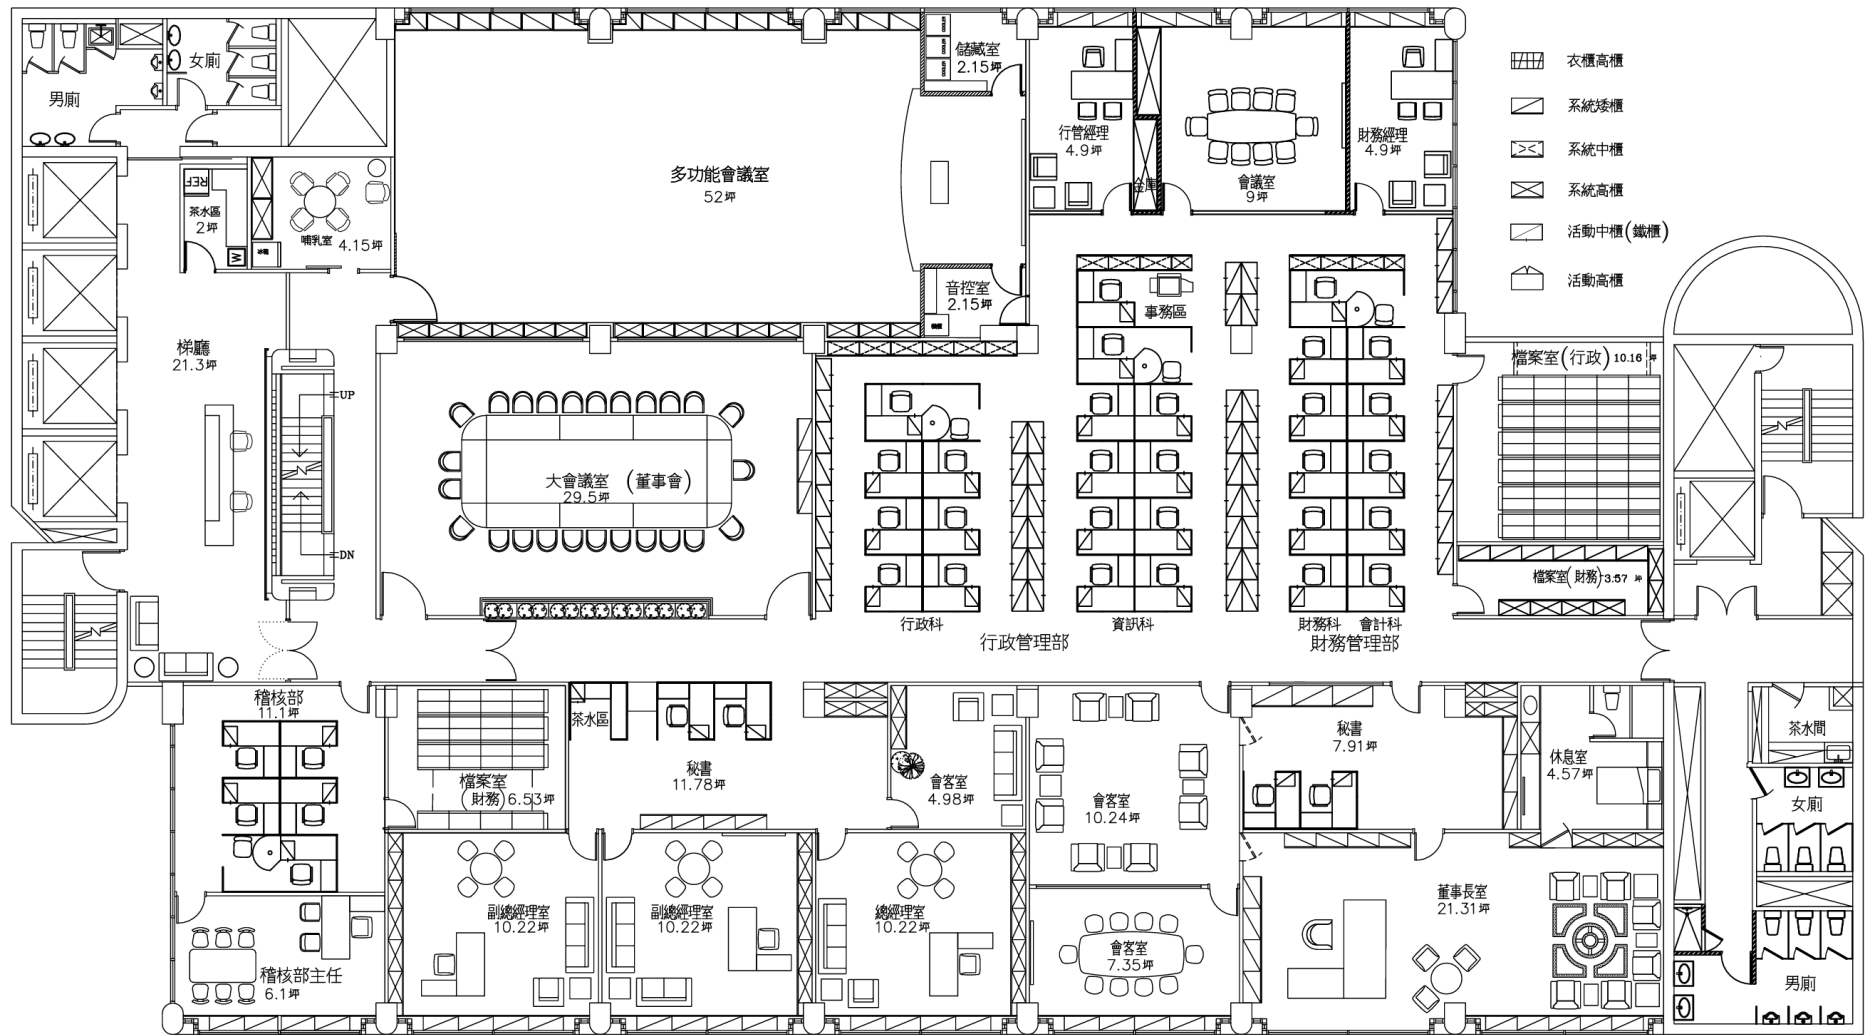 女廁
男廁
REF
茶水區
2坪
W
哺乳室
4.15坪
冰箱
多功能會議室
52坪
COOLER
COOLER
COOLER
儲藏室
2.15坪
音控室
2.15坪
行管經理
4.9坪
金庫
會議室
9坪
財務經理
4.9坪
衣櫃高櫃
系統矮櫃
系統中櫃
系統高櫃
活動中櫃(鐵櫃)
活動高櫃
梯廳
21.3坪
UP
DN
大會議室 (董事會)
29.5坪
事務區
檔案室(行政) 10.16 坪
檔案室(財務) 3.57 坪
行政科
資訊科
財務科
會計科
行政管理部
財務管理部
稽核部
11.1坪
檔案室
(財務) 6.53坪
茶水區
秘書
11.78坪
會客室
4.98坪
會客室
10.24坪
秘書
7.91坪
休息室
4.57坪
茶水間
女廁
稽核部主任
6.1坪
副總經理室
10.22坪
副總經理室
10.22坪
總經理室
10.22坪
會客室
7.35坪
董事長室
21.31坪
男廁